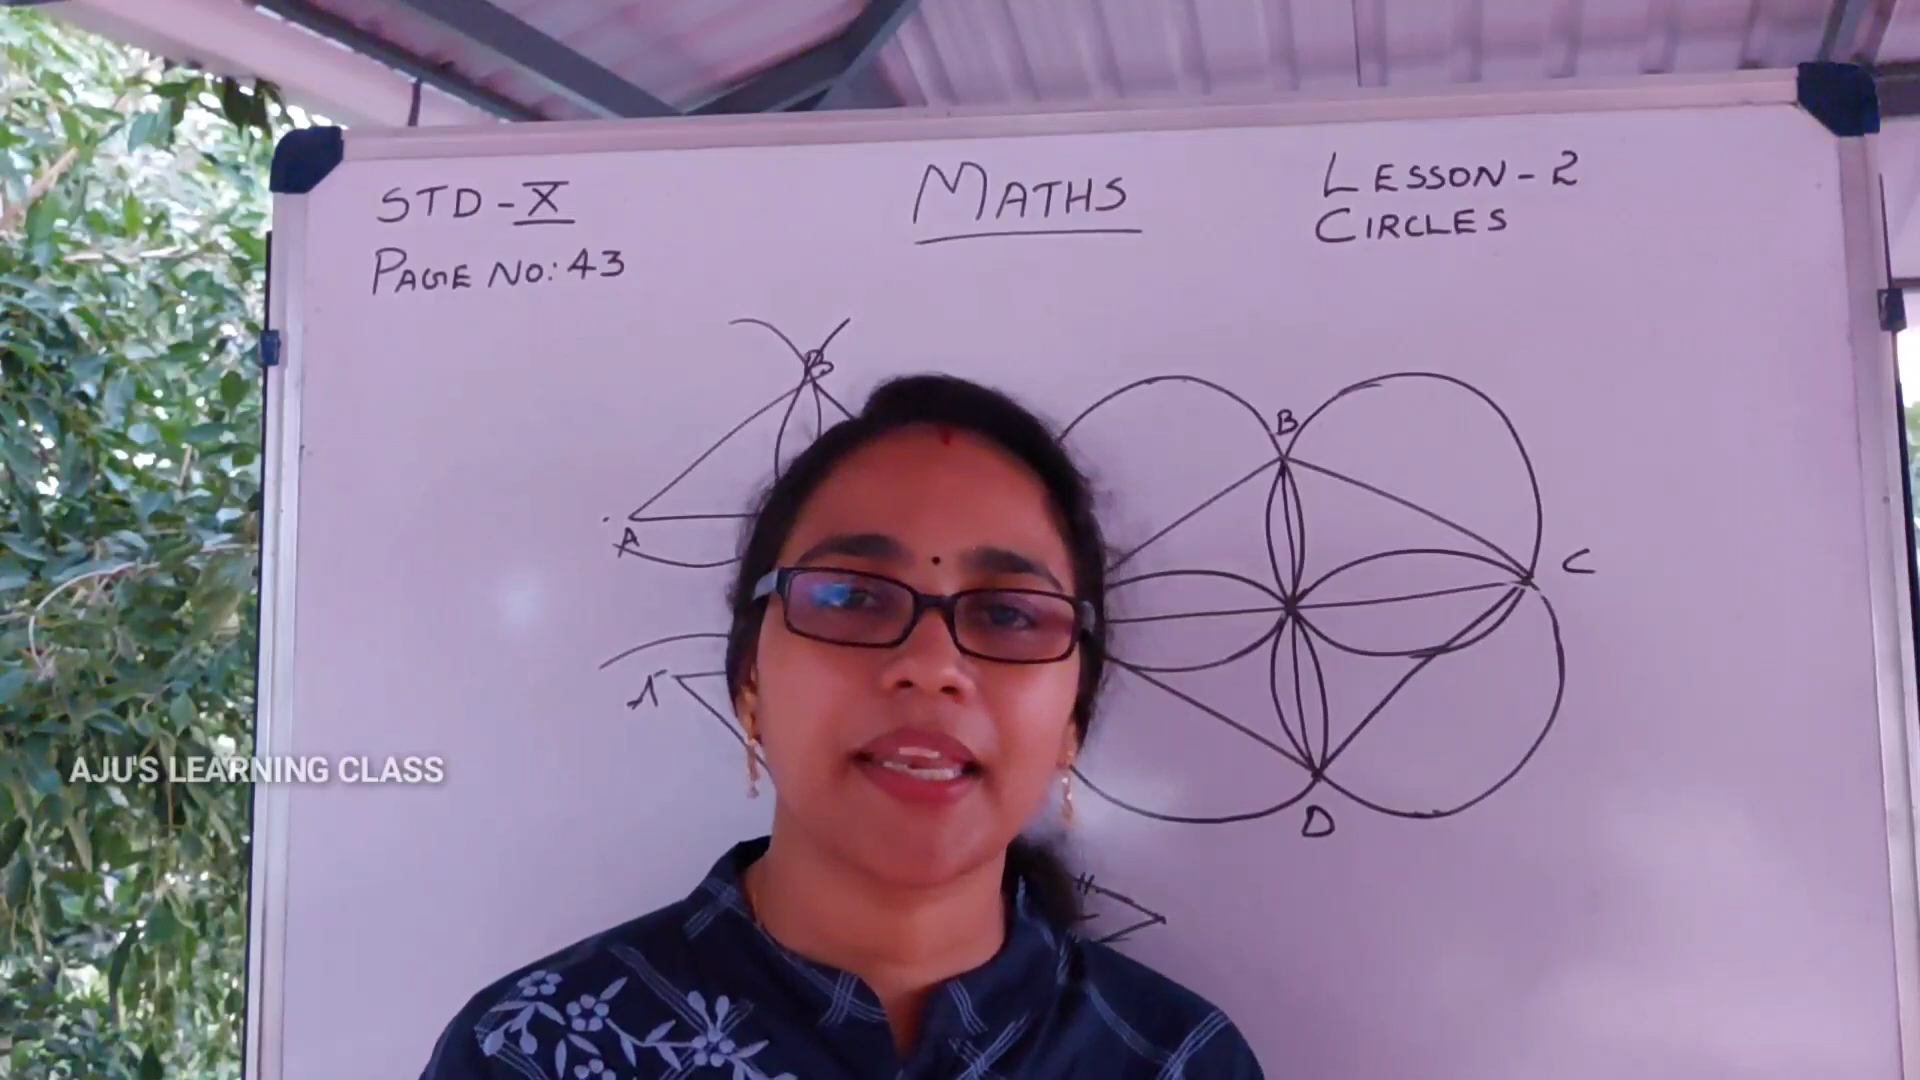 STD - X
MATHS
LESSON - 2
CIRCLES
PAGE NO: 43
B
B
A
C
D
AJU'S LEARNING CLASS